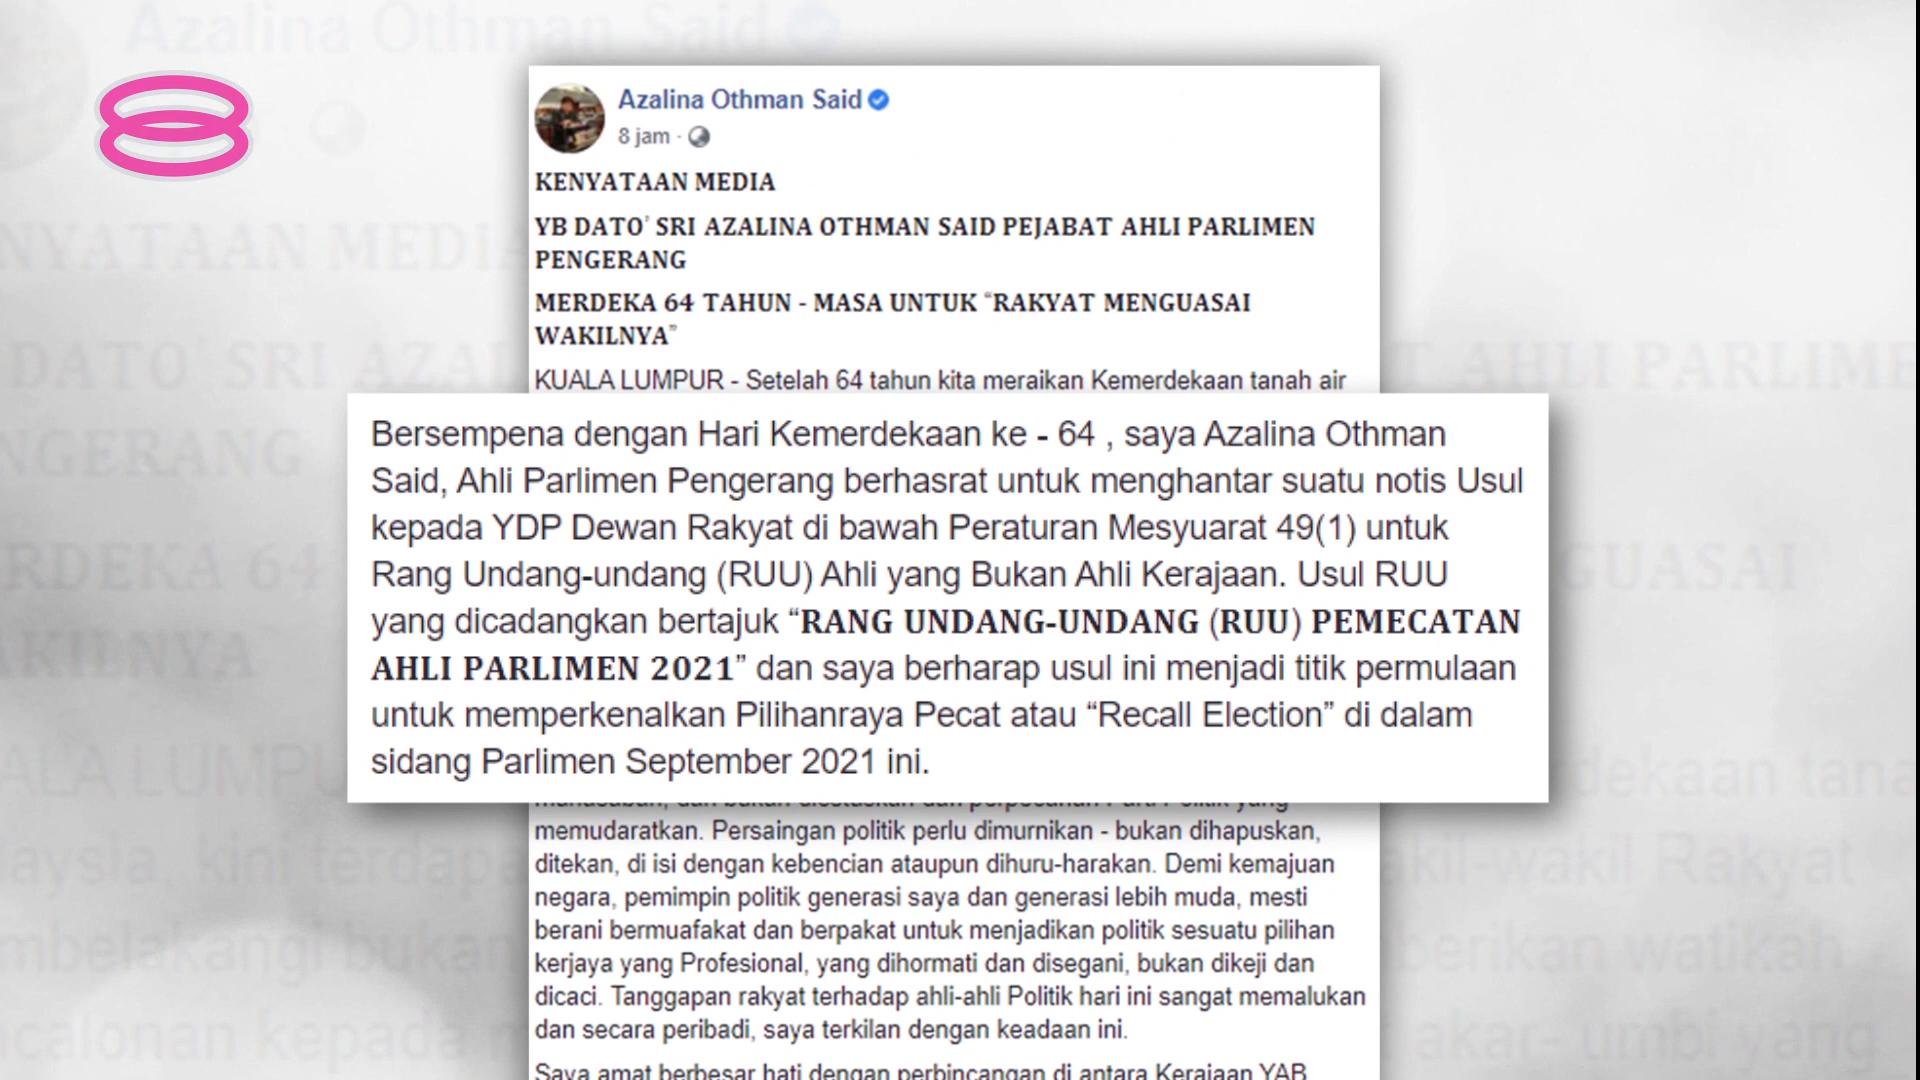 Azalina Othman Said
8 jam ·
KENYATAAN MEDIA
YB DATO' SRI AZALINA OTHMAN SAID PEJABAT AHLI PARLIMEN
PENGERANG
MERDEKA 64 TAHUN - MASA UNTUK “RAKYAT MENGUASAI
WAKILNYA”
KUALA LUMPUR - Setelah 64 tahun kita meraikan Kemerdekaan tanah air
Bersempena dengan Hari Kemerdekaan ke - 64 , saya Azalina Othman
Said, Ahli Parlimen Pengerang berhasrat untuk menghantar suatu notis Usul
kepada YDP Dewan Rakyat di bawah Peraturan Mesyuarat 49(1) untuk
Rang Undang-undang (RUU) Ahli yang Bukan Ahli Kerajaan. Usul RUU
yang dicadangkan bertajuk “RANG UNDANG-UNDANG (RUU) PEMECATAN
AHLI PARLIMEN 2021” dan saya berharap usul ini menjadi titik permulaan
untuk memperkenalkan Pilihanraya Pecat atau “Recall Election” di dalam
sidang Parlimen September 2021 ini.
memudaratkan. Persaingan politik perlu dimurnikan - bukan dihapuskan,
ditekan, di isi dengan kebencian ataupun dihuru-harakan. Demi kemajuan
negara, pemimpin politik generasi saya dan generasi lebih muda, mesti
berani bermuafakat dan berpakat untuk menjadikan politik sesuatu pilihan
kerjaya yang Profesional, yang dihormati dan disegani, bukan dikeji dan
dicaci. Tanggapan rakyat terhadap ahli-ahli Politik hari ini sangat memalukan
dan secara peribadi, saya terkilan dengan keadaan ini.
Saya amat berbesar hati dengan perbincangan di antara Kerajaan YAB